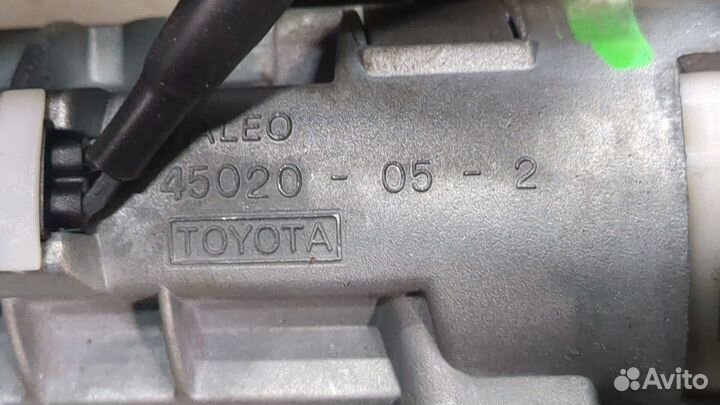 ALEO
45020 - 05 - 2
TOYOTA
Avito